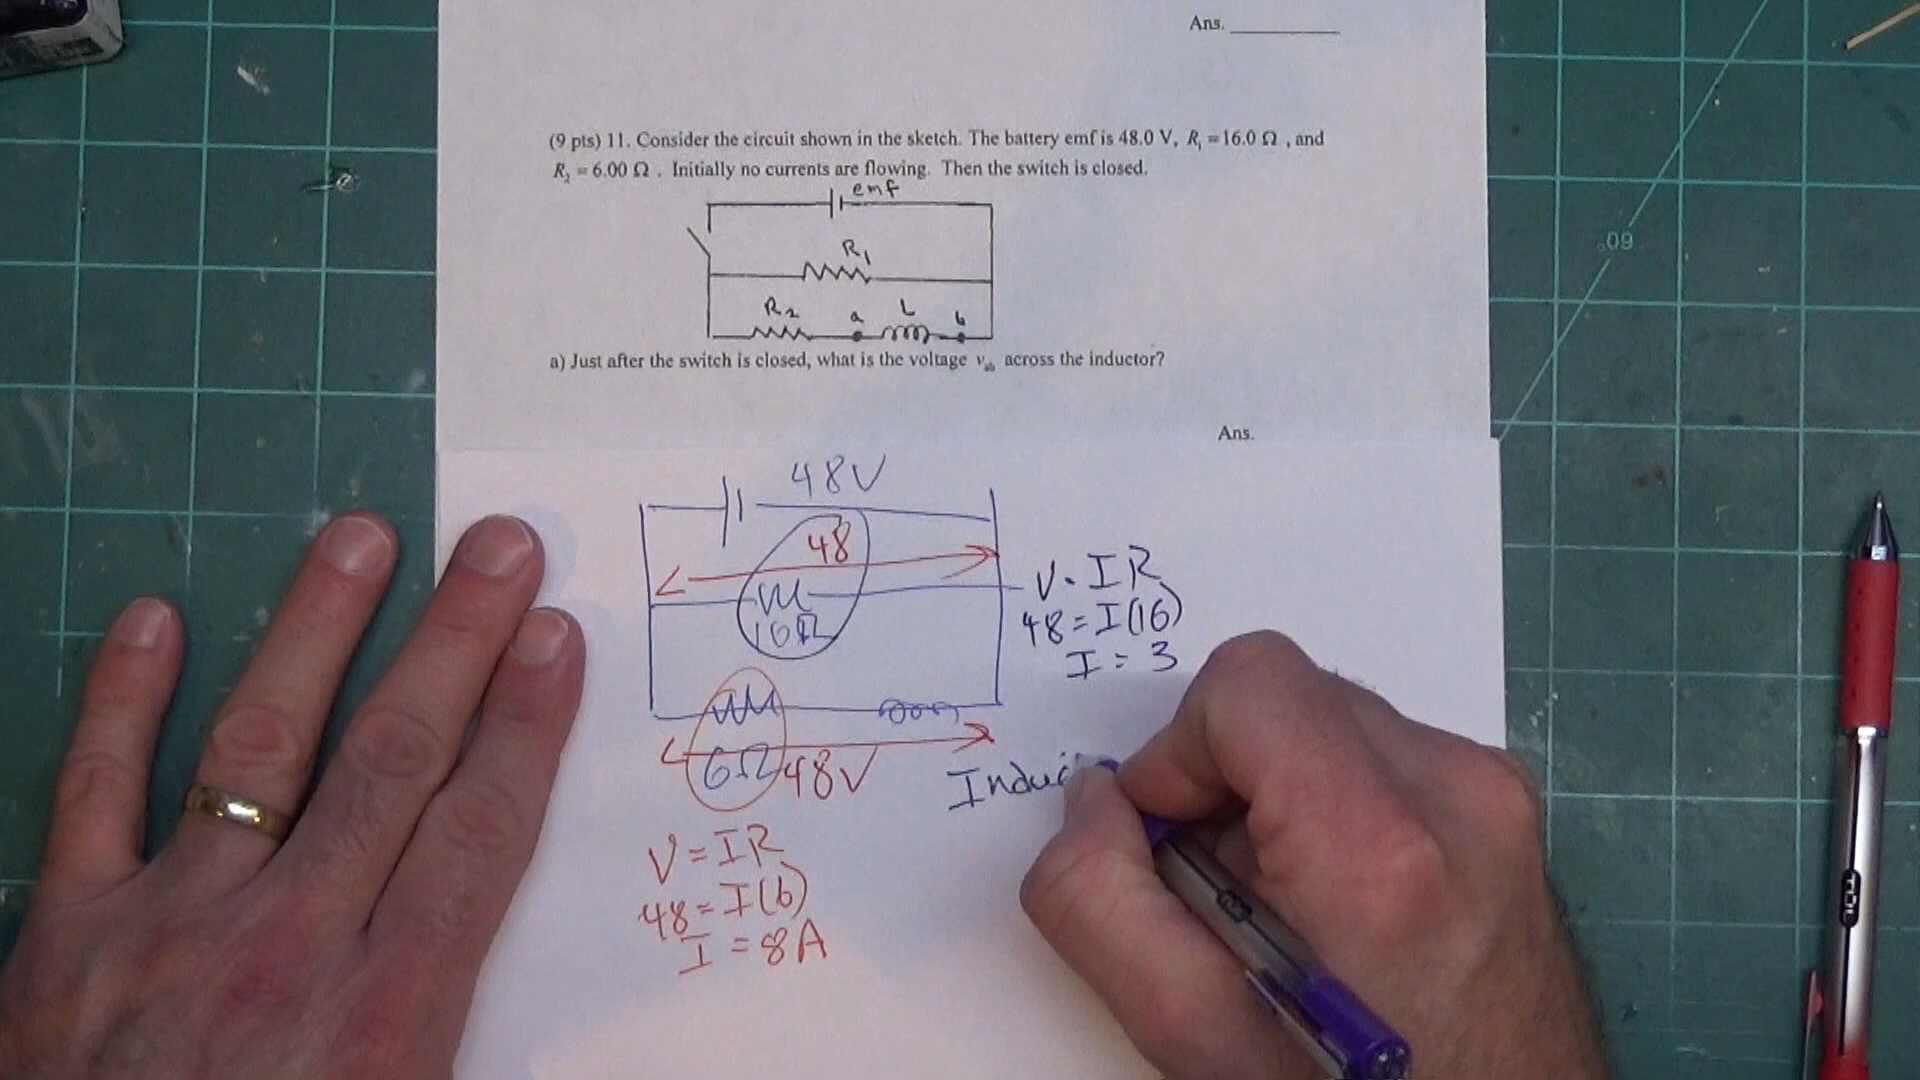 Ans. __________
(9 pts) 11. Consider the circuit shown in the sketch. The battery emf is 48.0 V, R₁ = 16.0 Ω , and
R₂ = 6.00 Ω . Initially no currents are flowing. Then the switch is closed.
emf
R₁
R₂ a L b
a) Just after the switch is closed, what is the voltage v_ab across the inductor?
Ans.
48V
48
16Ω
V = IR
48 = I(16)
I = 3
6Ω 48V
Induc
V = IR
48 = I(6)
I = 8A
.09